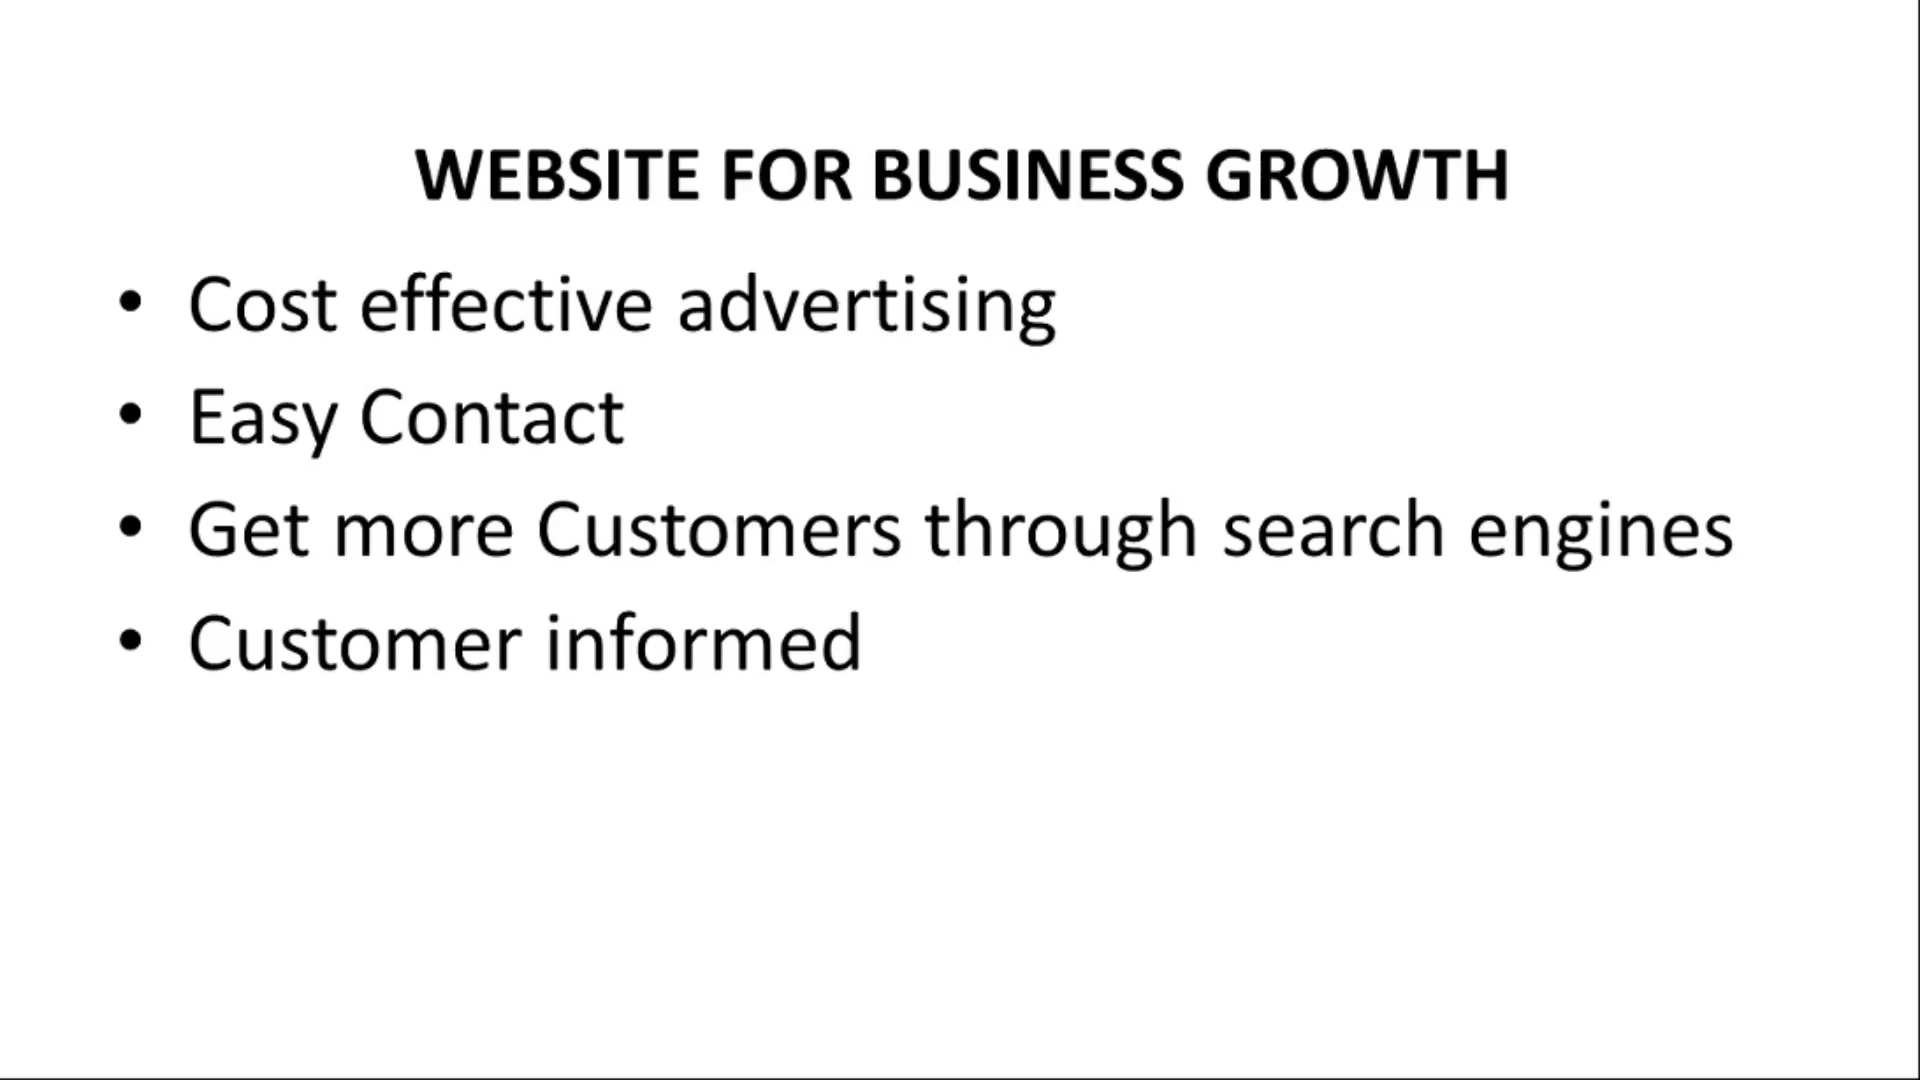 WEBSITE FOR BUSINESS GROWTH
• Cost effective advertising
• Easy Contact
• Get more Customers through search engines
• Customer informed